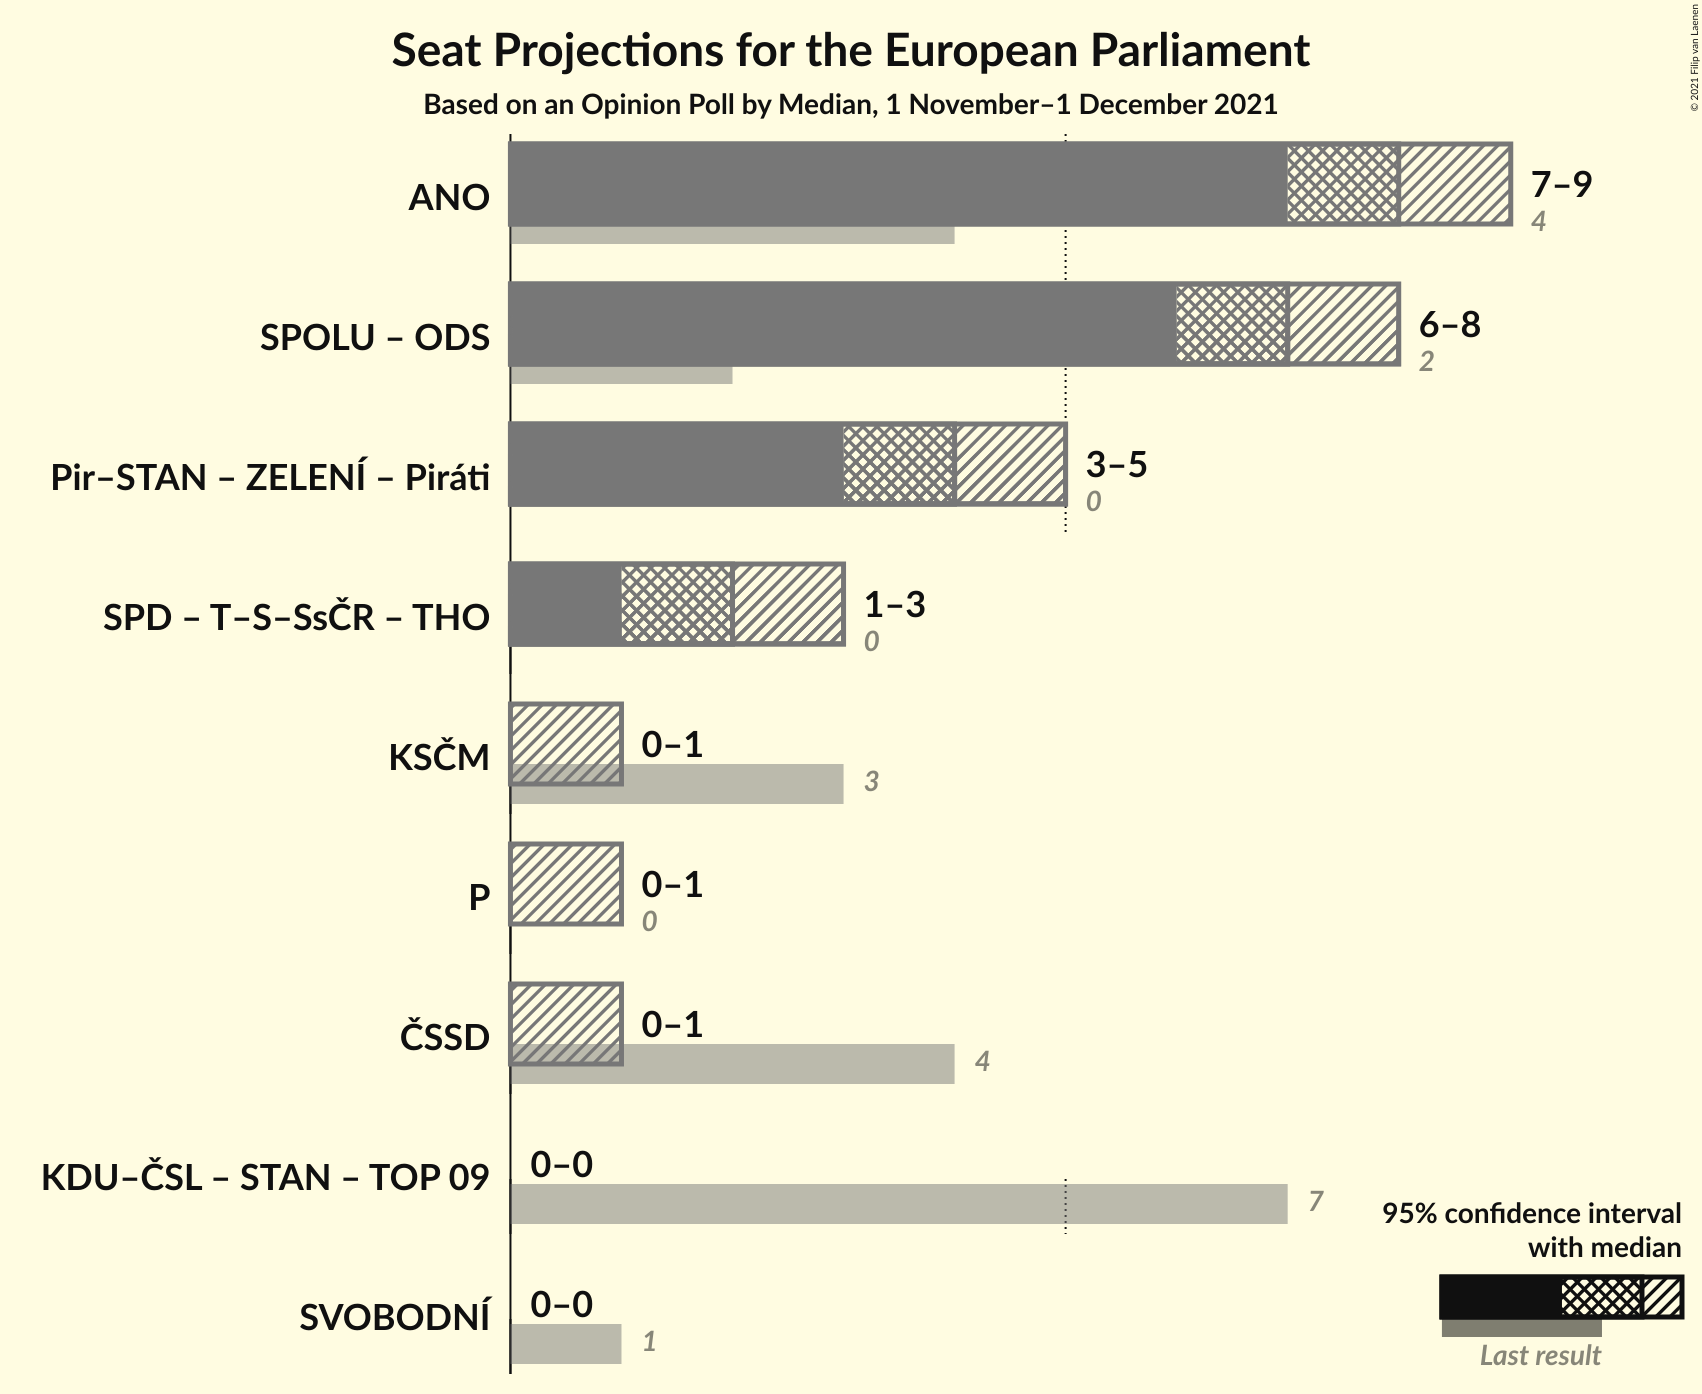 Seat Projections for the European Parliament
Based on an Opinion Poll by Median, 1 November–1 December 2021
© 2021 Filip van Laenen
ANO
7–9
4
SPOLU – ODS
6–8
2
Pir–STAN – ZELENÍ – Piráti
3–5
0
SPD – T–S–SsČR – THO
1–3
0
KSČM
0–1
3
P
0–1
0
ČSSD
0–1
4
KDU–ČSL – STAN – TOP 09
0–0
7
SVOBODNÍ
0–0
1
95% confidence interval
with median
Last result